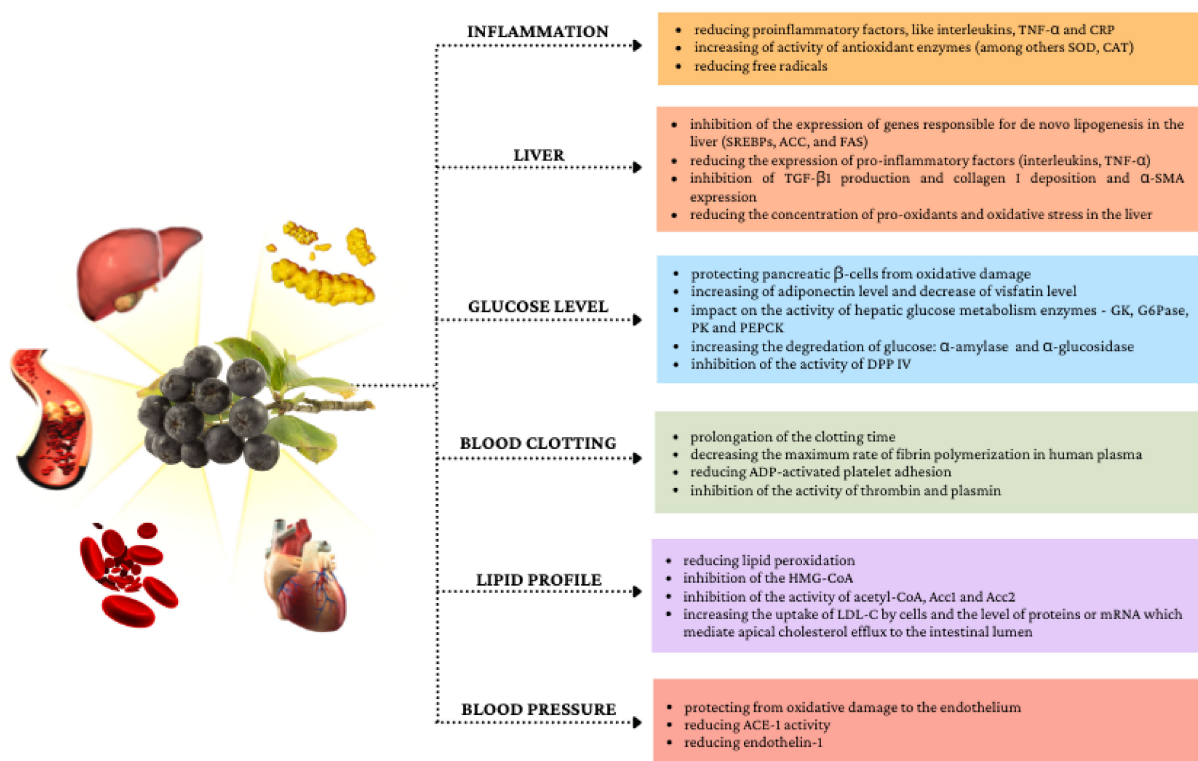 INFLAMMATION
• reducing proinflammatory factors, like interleukins, TNF-α and CRP
• increasing of activity of antioxidant enzymes (among others SOD, CAT)
• reducing free radicals
LIVER
• inhibition of the expression of genes responsible for de novo lipogenesis in the
liver (SREBPs, ACC, and FAS)
• reducing the expression of pro-inflammatory factors (interleukins, TNF-α)
• inhibition of TGF-β1 production and collagen I deposition and α-SMA
expression
• reducing the concentration of pro-oxidants and oxidative stress in the liver
GLUCOSE LEVEL
• protecting pancreatic β-cells from oxidative damage
• increasing of adiponectin level and decrease of visfatin level
• impact on the activity of hepatic glucose metabolism enzymes - GK, G6Pase,
PK and PEPCK
• increasing the degredation of glucose: α-amylase and α-glucosidase
• inhibition of the activity of DPP IV
BLOOD CLOTTING
• prolongation of the clotting time
• decreasing the maximum rate of fibrin polymerization in human plasma
• reducing ADP-activated platelet adhesion
• inhibition of the activity of thrombin and plasmin
LIPID PROFILE
• reducing lipid peroxidation
• inhibition of the HMG-CoA
• inhibition of the activity of acetyl-CoA, Acc1 and Acc2
• increasing the uptake of LDL-C by cells and the level of proteins or mRNA which
mediate apical cholesterol efflux to the intestinal lumen
BLOOD PRESSURE
• protecting from oxidative damage to the endothelium
• reducing ACE-1 activity
• reducing endothelin-1